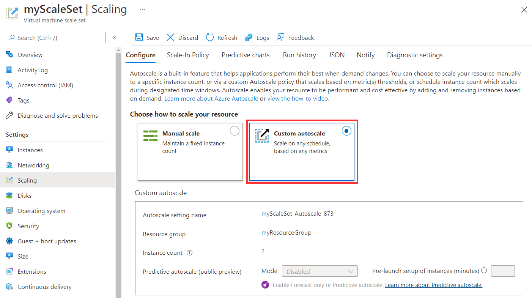 myScaleSet | Scaling ...
Virtual machine scale set
Search (Ctrl+/)
Save
Discard
Refresh
Logs
Feedback
Overview
Activity log
Access control (IAM)
Tags
Diagnose and solve problems
Settings
Instances
Networking
Scaling
Disks
Operating system
Security
Guest + host updates
Size
Extensions
Continuous delivery
Configure
Scale-In Policy
Predictive charts
Run history
JSON
Notify
Diagnostic settings
Autoscale is a built-in feature that helps applications perform their best when demand changes. You can choose to scale your resource manually
to a specific instance count, or via a custom Autoscale policy that scales based on metric(s) thresholds, or schedule instance count which scales
during designated time windows. Autoscale enables your resource to be performant and cost effective by adding and removing instances based
on demand. Learn more about Azure Autoscale or view the how-to video.
Choose how to scale your resource
Manual scale
Maintain a fixed instance
count
Custom autoscale
Scale on any schedule,
based on any metrics
Custom autoscale
Autoscale setting name
myScaleSet-Autoscale-873
Resource group
myResourceGroup
Instance count
2
Predictive autoscale (public preview)
Mode
Disabled
Pre-launch setup of instances (minutes)
Enable Forecast only or Predictive autoscale. Learn more about Predictive autoscale.